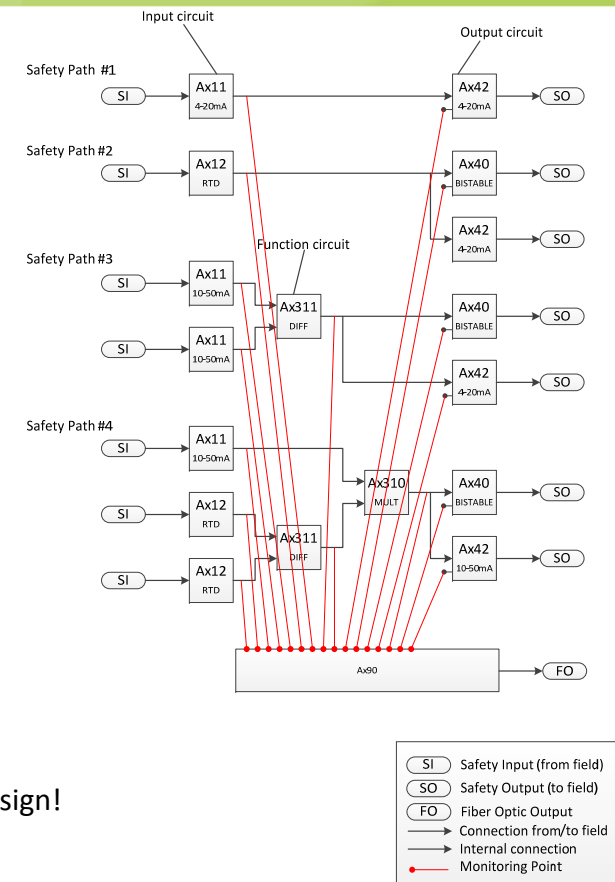 Input circuit
Output circuit
Safety Path #1
SI
Ax11
4-20mA
Ax42
4-20mA
SO
Safety Path #2
SI
Ax12
RTD
Ax40
BISTABLE
SO
Ax42
4-20mA
SO
Function circuit
Safety Path #3
SI
Ax11
10-50mA
Ax311
DIFF
Ax40
BISTABLE
SO
SI
Ax11
10-50mA
Ax42
4-20mA
SO
Safety Path #4
SI
Ax11
10-50mA
Ax310
MULT
Ax40
BISTABLE
SO
SI
Ax12
RTD
Ax311
DIFF
Ax42
10-50mA
SO
SI
Ax12
RTD
Ax90
FO
sign!
SI Safety Input (from field)
SO Safety Output (to field)
FO Fiber Optic Output
Connection from/to field
Internal connection
Monitoring Point